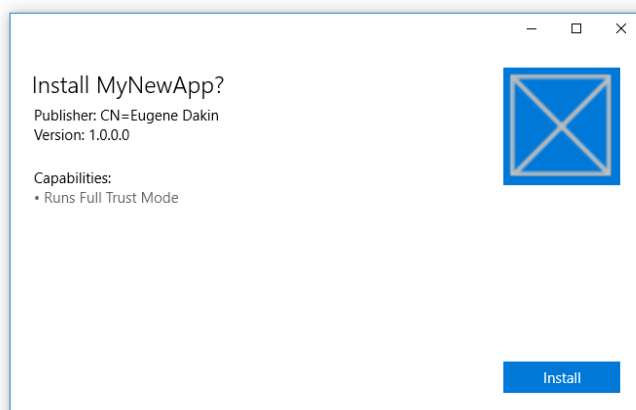 Install MyNewApp?
Publisher: CN=Eugene Dakin
Version: 1.0.0.0
Capabilities:
• Runs Full Trust Mode
Install